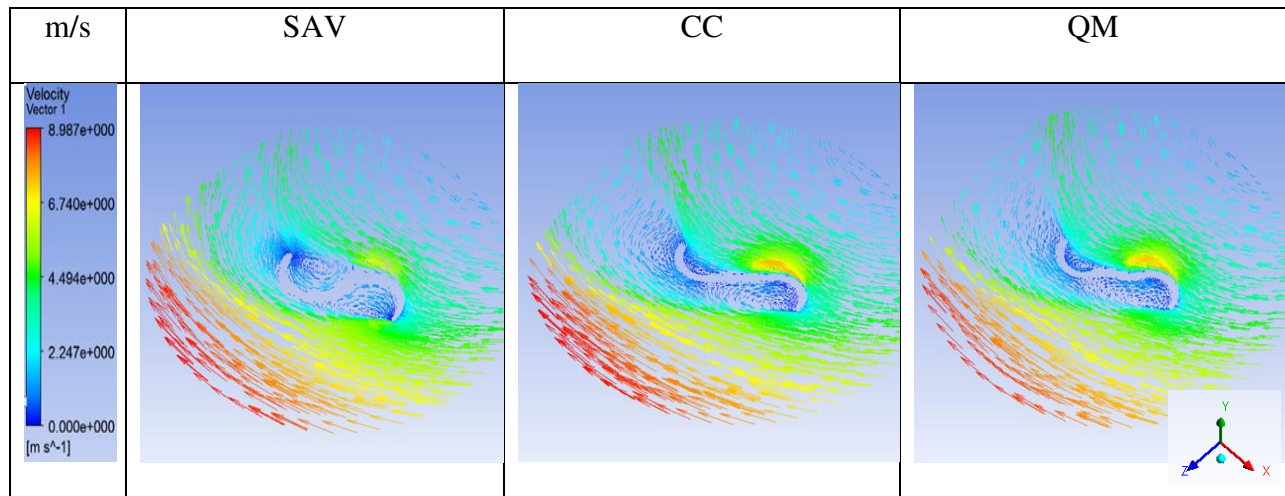 m/s SAV CC QM
Velocity
Vector 1
8.987e+000
6.740e+000
4.494e+000
2.247e+000
0.000e+000
[m s^-1]
Y
Z X